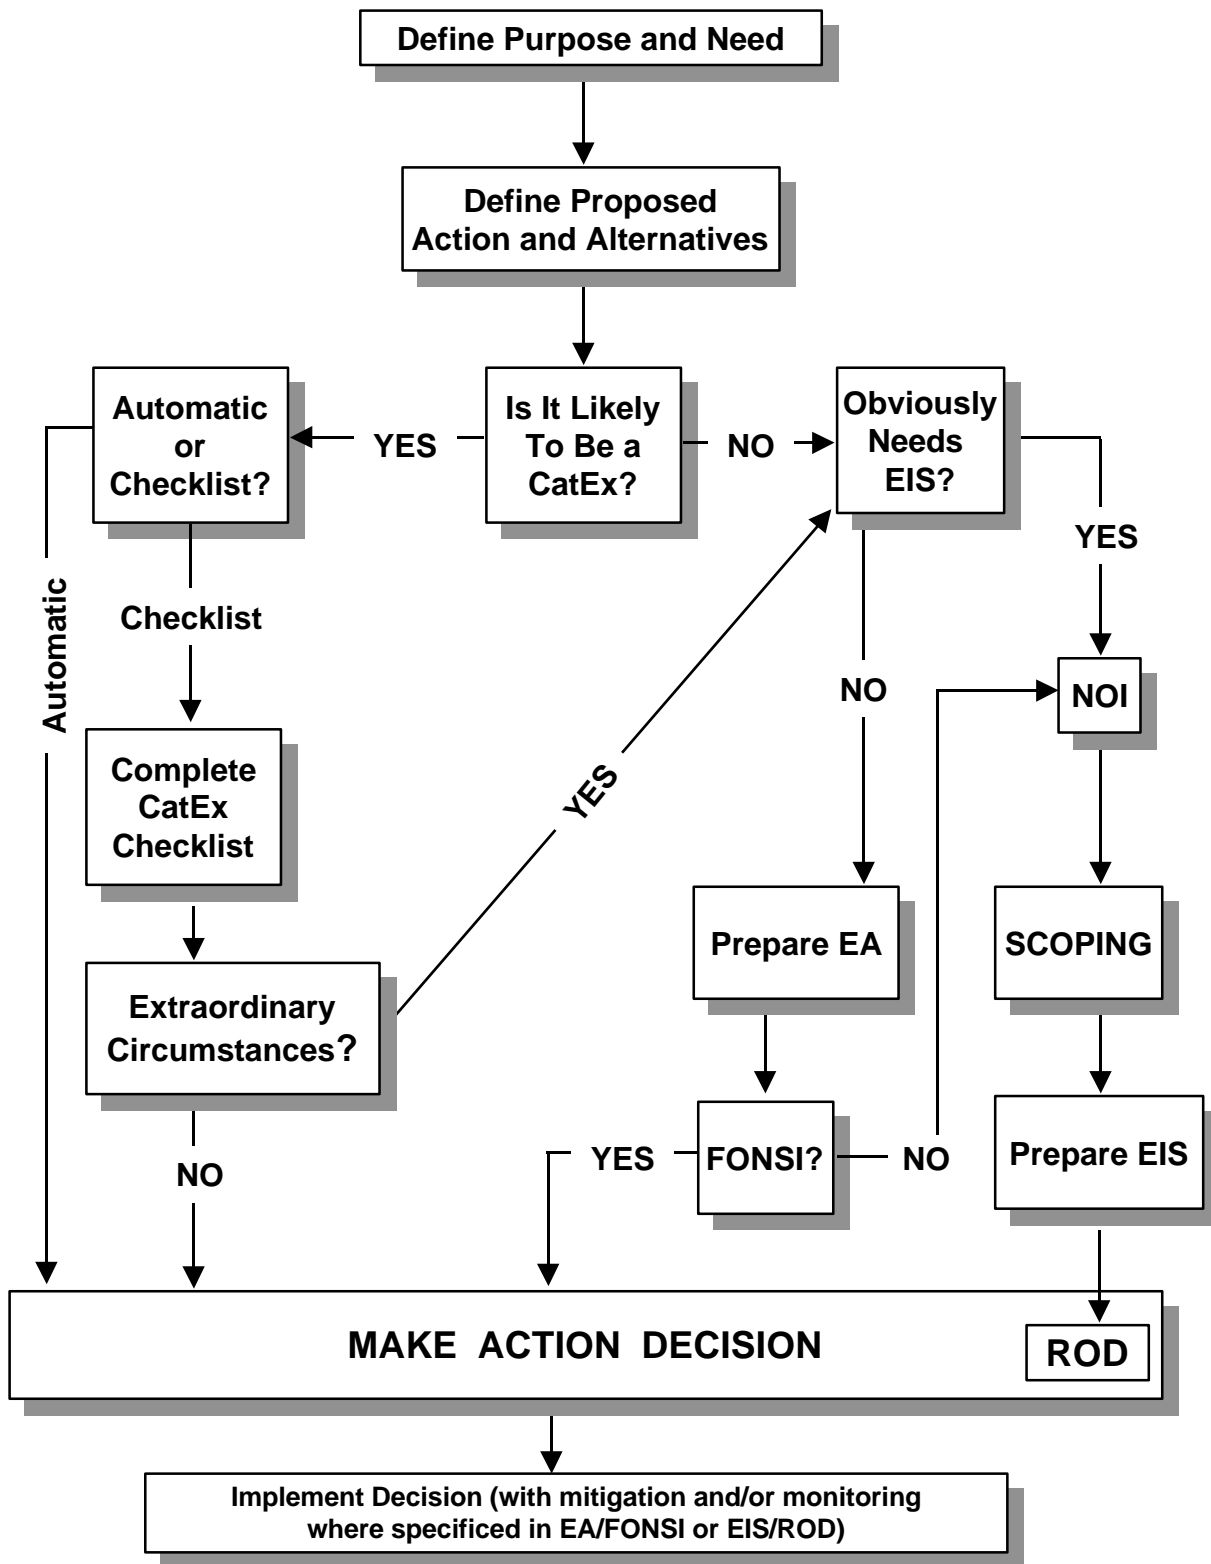 Define Purpose and Need
Define Proposed
Action and Alternatives
Automatic
or
Checklist?
YES
Is It Likely
To Be a
CatEx?
NO
Obviously
Needs
EIS?
YES
Automatic
Checklist
NO
NOI
Complete
CatEx
Checklist
YES
Prepare EA
SCOPING
Extraordinary
Circumstances?
NO
YES
FONSI?
NO
Prepare EIS
MAKE ACTION DECISION
ROD
Implement Decision (with mitigation and/or monitoring
where specificed in EA/FONSI or EIS/ROD)